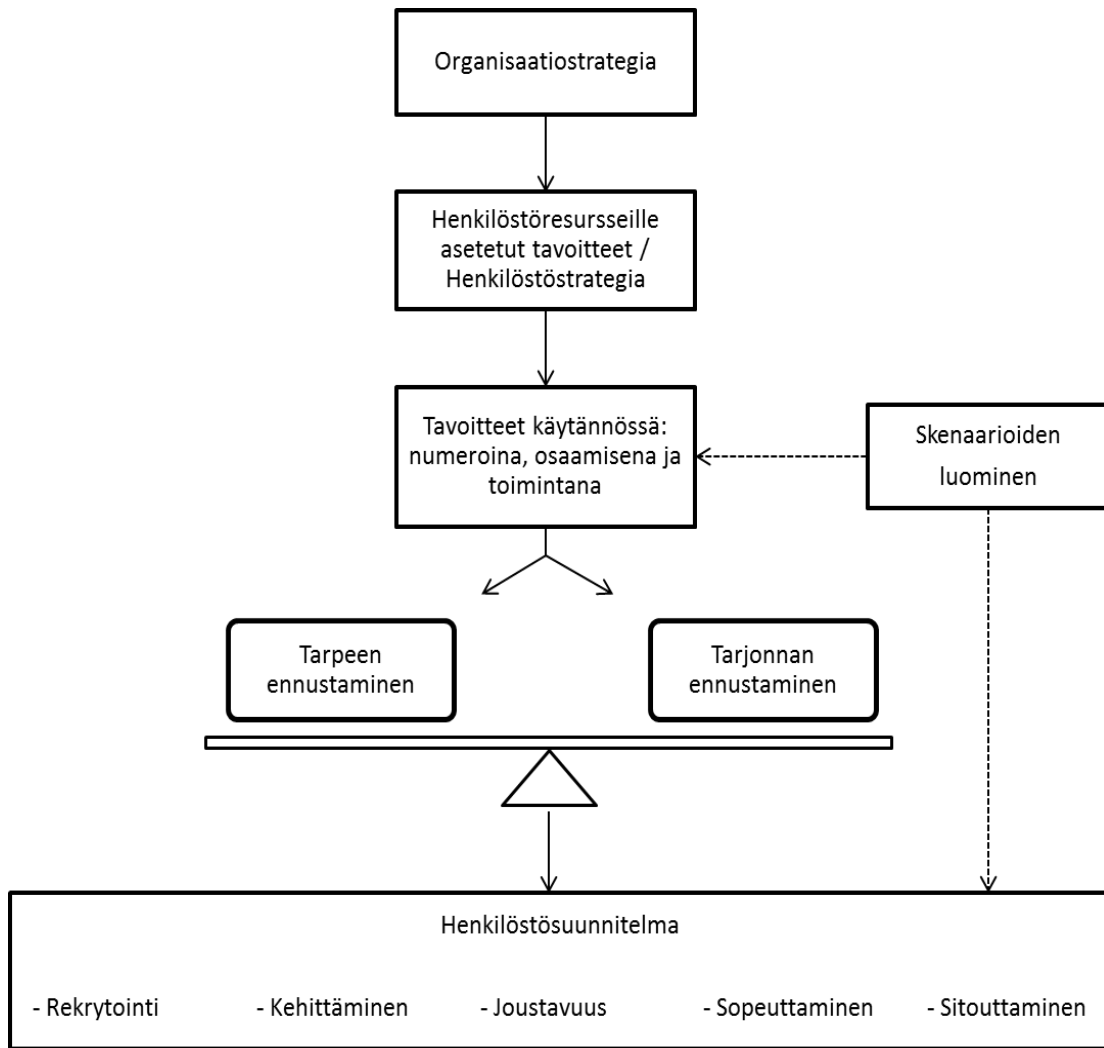 Organisaatiostrategia
Henkilöstöresursseille
asetetut tavoitteet /
Henkilöstöstrategia
Tavoitteet käytännössä:
numeroina, osaamisena ja
toimintana
Skenaarioiden
luominen
Tarpeen
ennustaminen
Tarjonnan
ennustaminen
Henkilöstösuunnitelma
- Rekrytointi - Kehittäminen - Joustavuus - Sopeuttaminen - Sitouttaminen